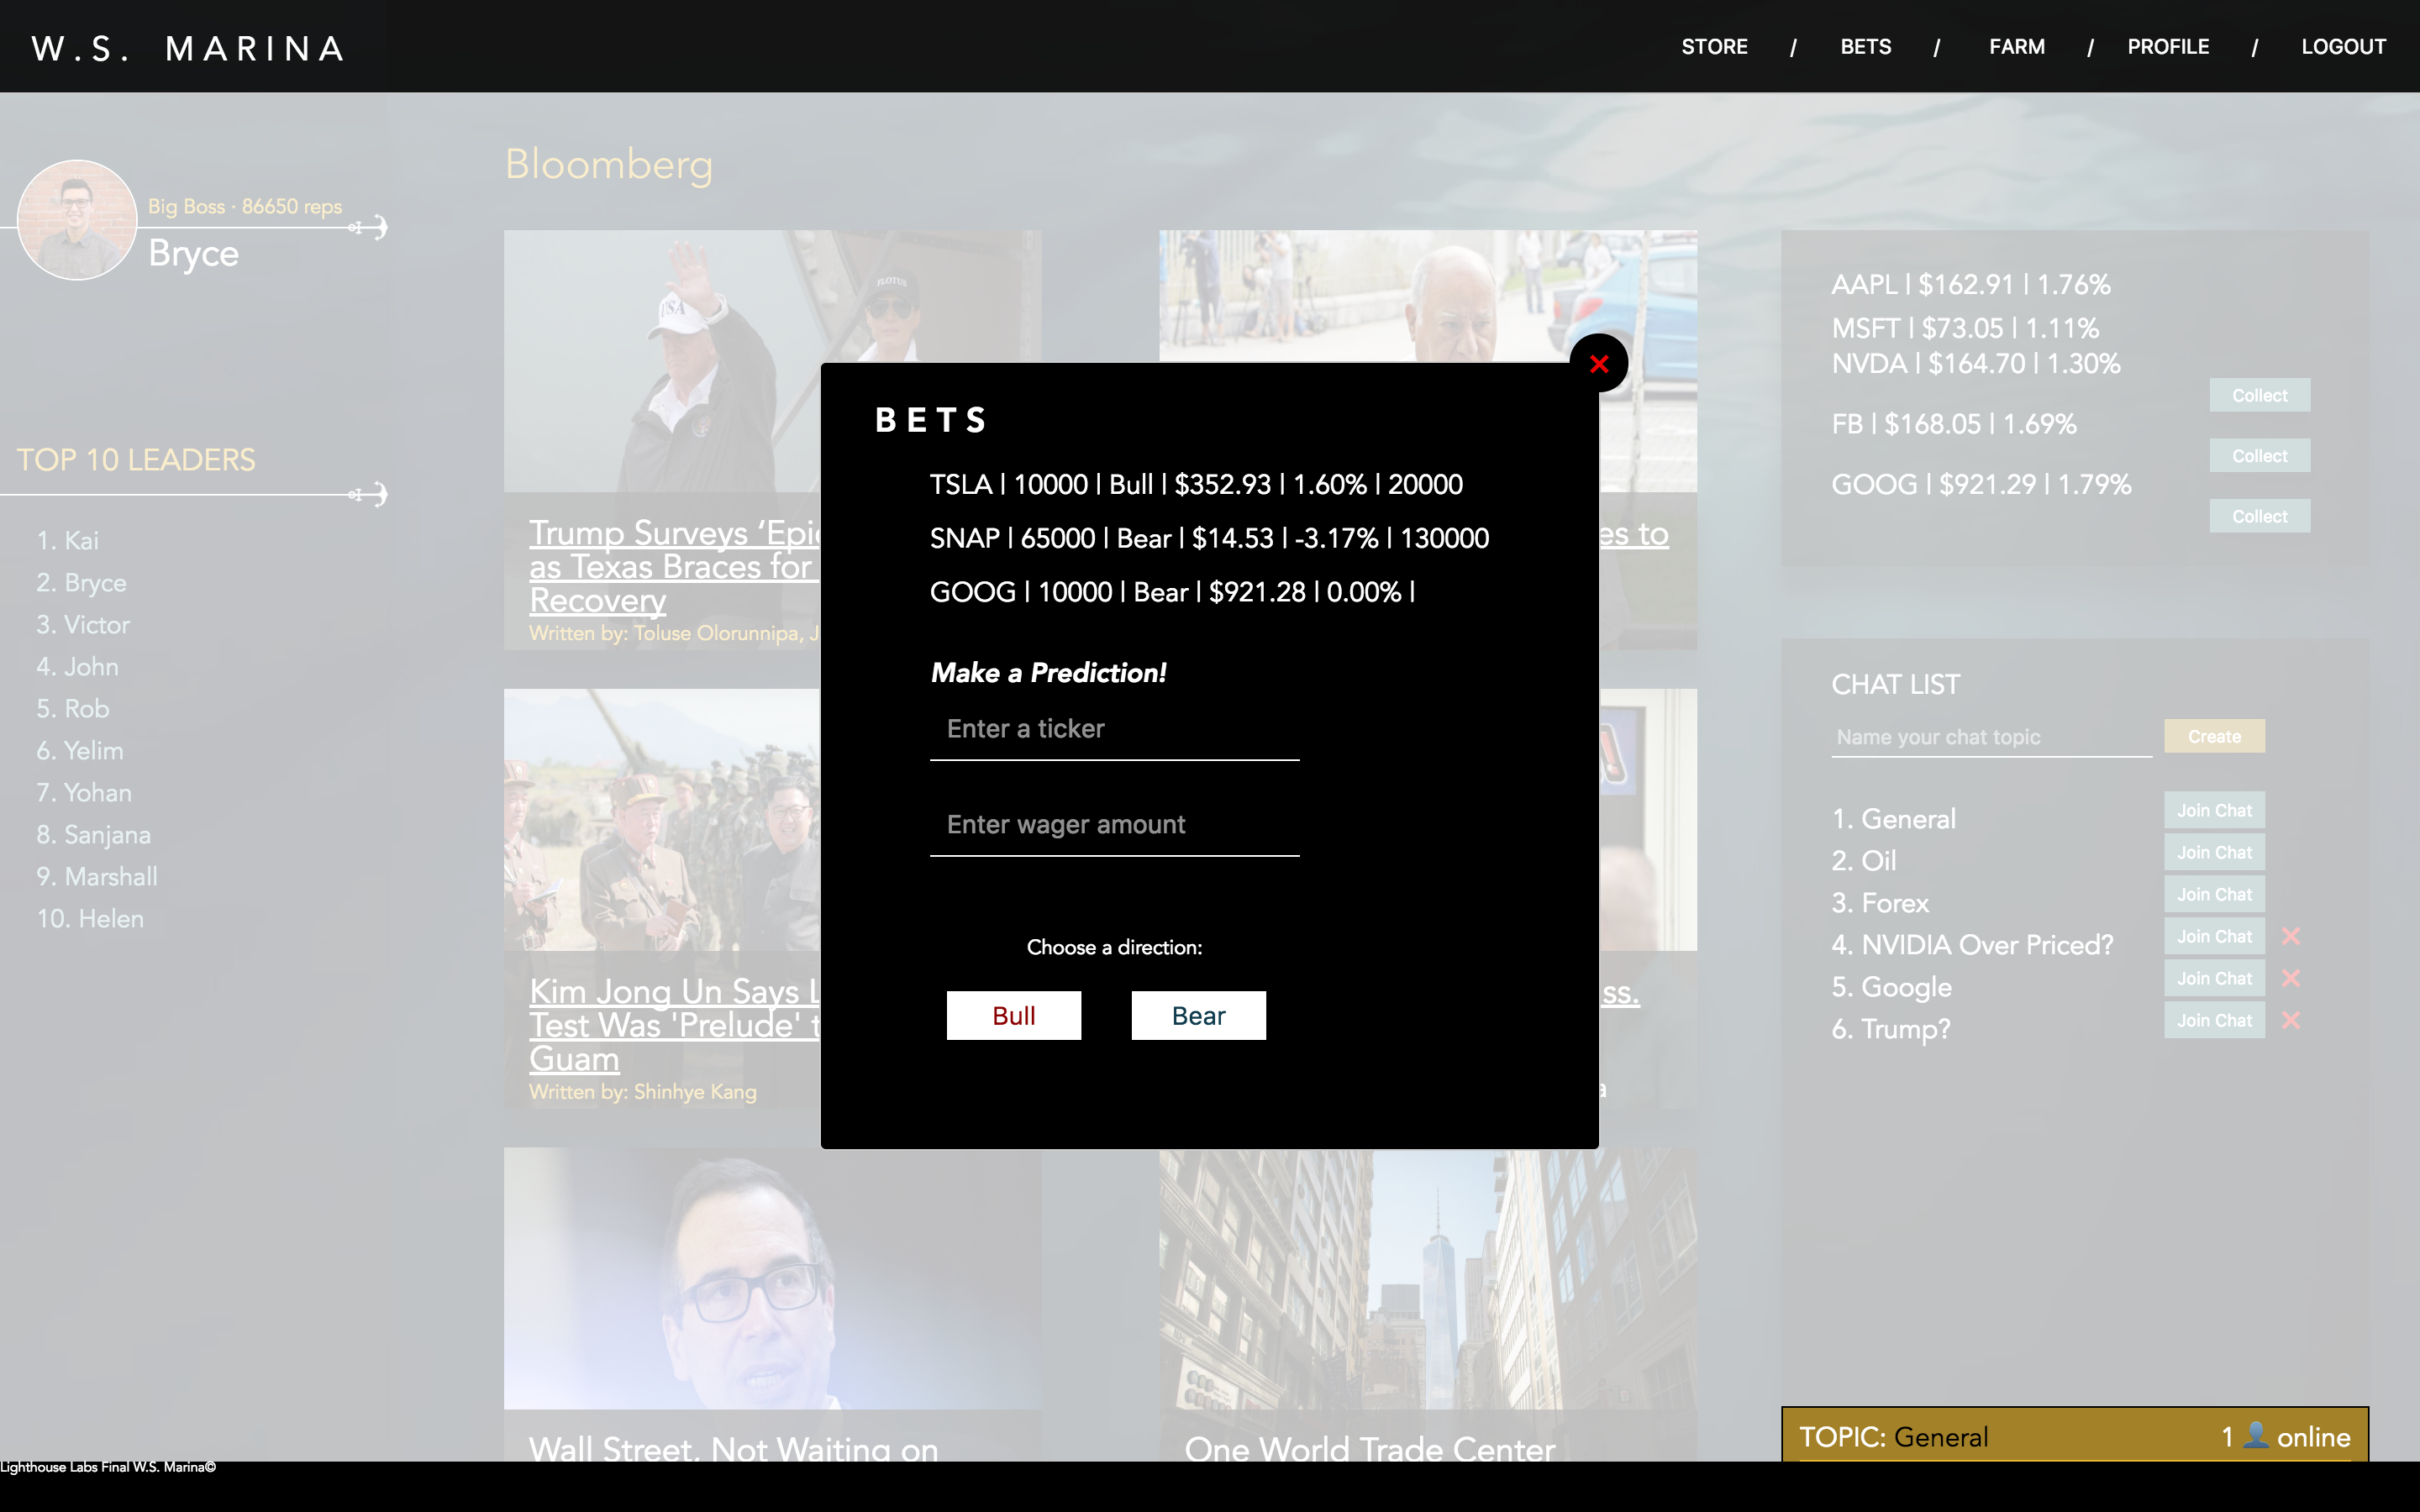 W.S. MARINA
STORE / BETS / FARM / PROFILE / LOGOUT
Big Boss · 86650 reps
Bryce
TOP 10 LEADERS
1. Kai
2. Bryce
3. Victor
4. John
5. Rob
6. Yelim
7. Yohan
8. Sanjana
9. Marshall
10. Helen
Bloomberg
USA
FLOTUS
Trump Surveys ‘Epic
as Texas Braces for
Recovery
Written by: Toluse Olorunnipa, J
es to
Kim Jong Un Says L
Test Was 'Prelude' t
Guam
Written by: Shinhye Kang
ss.
a
Wall Street, Not Waiting on
One World Trade Center
BETS
TSLA | 10000 | Bull | $352.93 | 1.60% | 20000
SNAP | 65000 | Bear | $14.53 | -3.17% | 130000
GOOG | 10000 | Bear | $921.28 | 0.00% |
Make a Prediction!
Enter a ticker
Enter wager amount
Choose a direction:
Bull Bear
AAPL | $162.91 | 1.76%
MSFT | $73.05 | 1.11%
NVDA | $164.70 | 1.30%
Collect
FB | $168.05 | 1.69%
Collect
GOOG | $921.29 | 1.79%
Collect
CHAT LIST
Name your chat topic Create
1. General Join Chat
2. Oil Join Chat
3. Forex Join Chat
4. NVIDIA Over Priced? Join Chat
5. Google Join Chat
6. Trump? Join Chat
TOPIC: General 1 👤 online
Lighthouse Labs Final W.S. Marina©